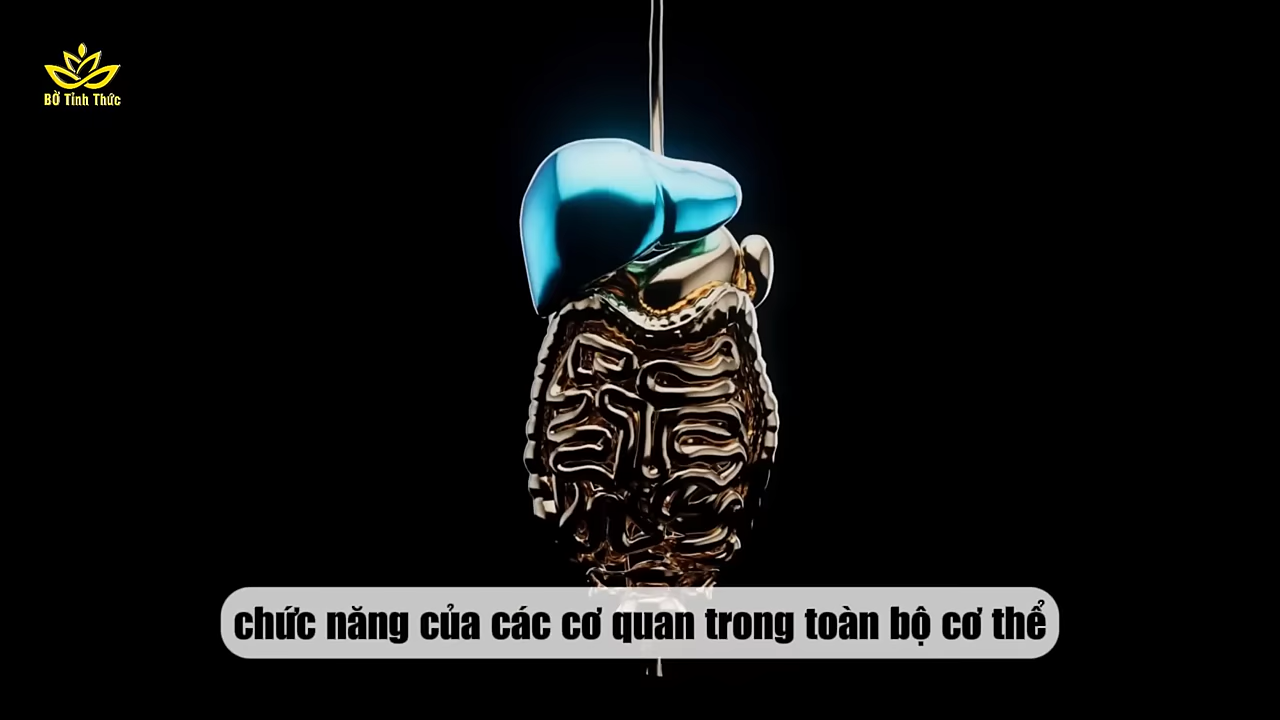 BỜ Tỉnh Thức
chức năng của các cơ quan trong toàn bộ cơ thể